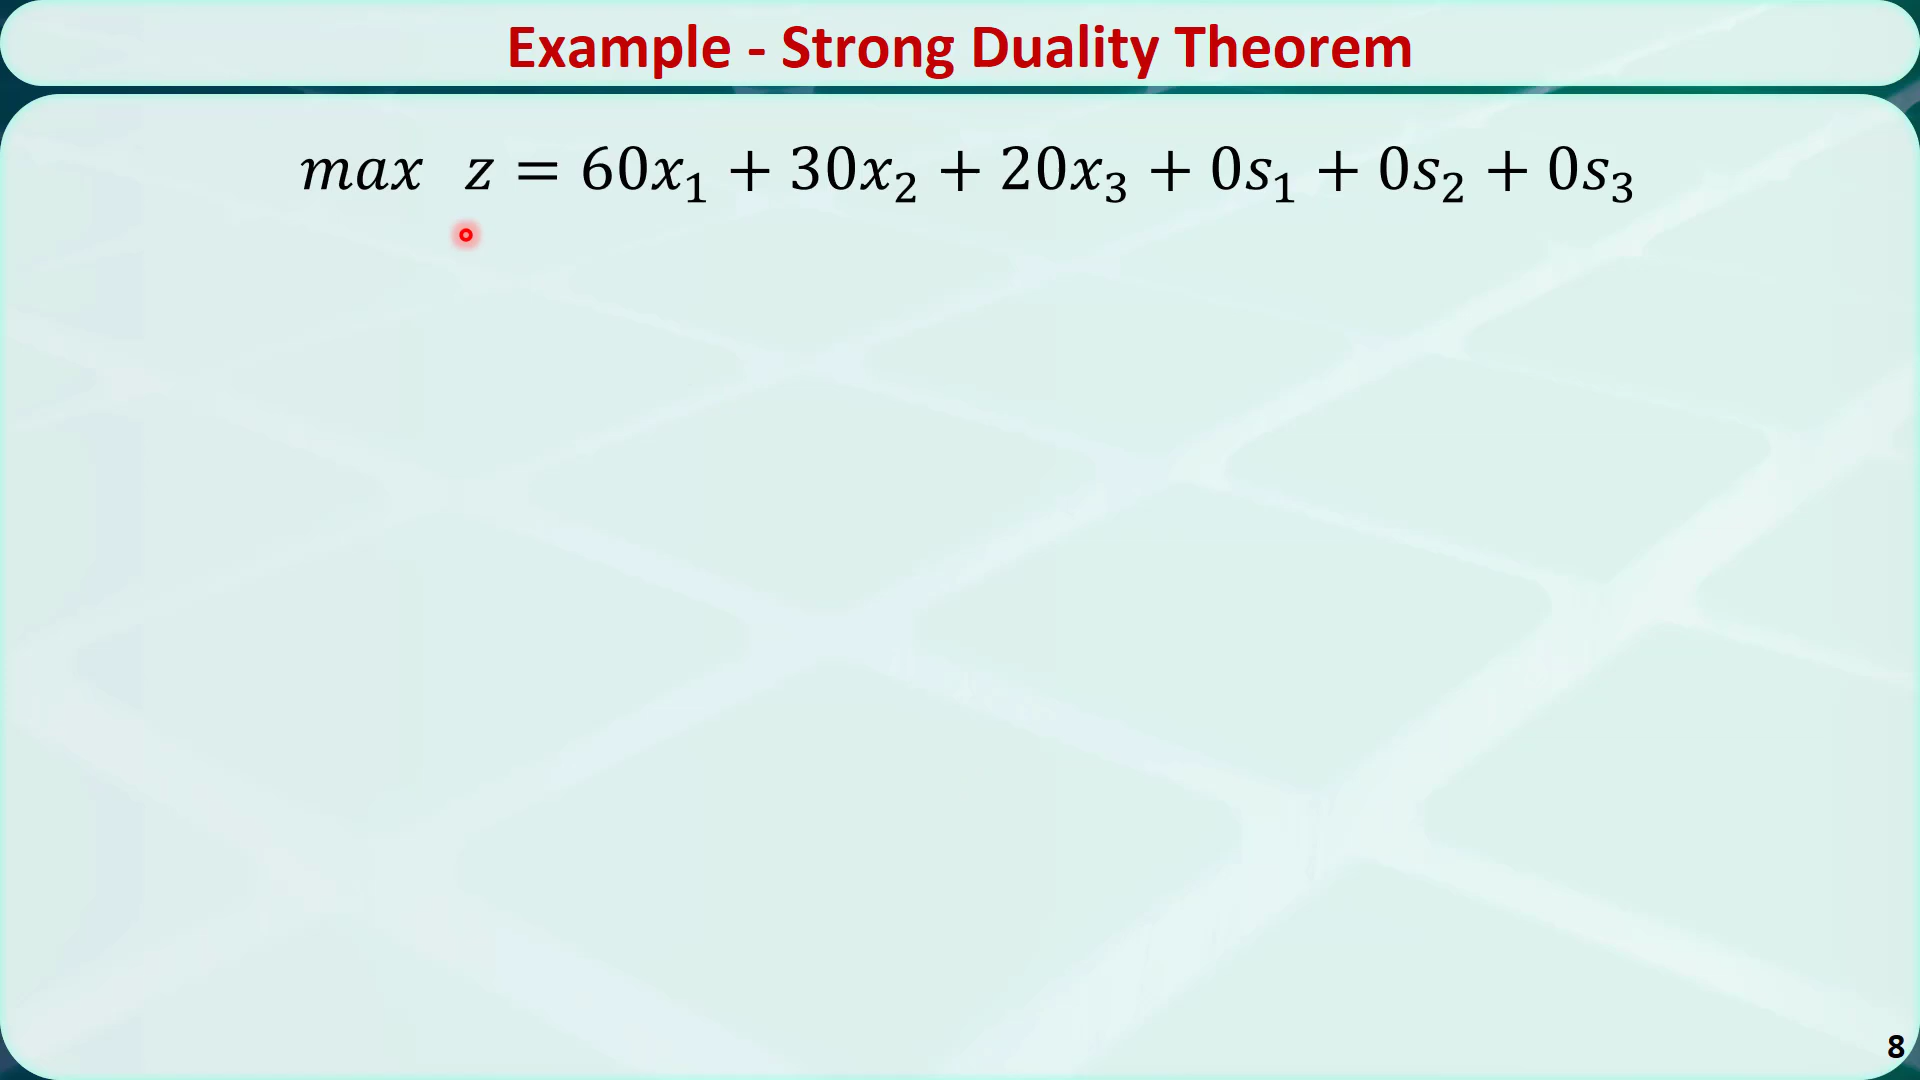 Example - Strong Duality Theorem
max z = 60x₁ + 30x₂ + 20x₃ + 0s₁ + 0s₂ + 0s₃
8